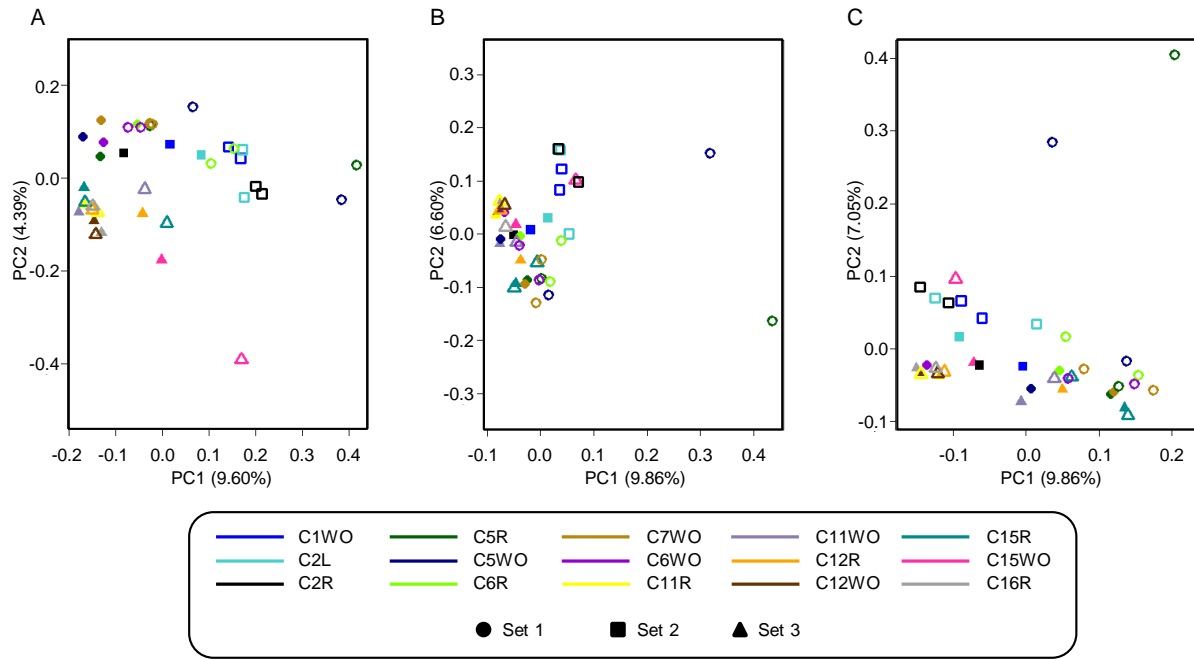 A
B
C
0.2
0.0
-0.2
-0.4
PC2 (4.39%)
-0.2
-0.1
0.0
0.1
0.2
0.3
0.4
PC1 (9.60%)
0.3
0.2
0.1
0.0
-0.1
-0.2
-0.3
PC2 (6.60%)
-0.1
0.0
0.1
0.2
0.3
0.4
PC1 (9.86%)
0.4
0.3
0.2
0.1
0.0
-0.1
PC2 (7.05%)
-0.1
0.0
0.1
0.2
PC1 (9.86%)
C1WO C5R C7WO C11WO C15R
C2L C5WO C6WO C12R C15WO
C2R C6R C11R C12WO C16R
Set 1 Set 2 Set 3